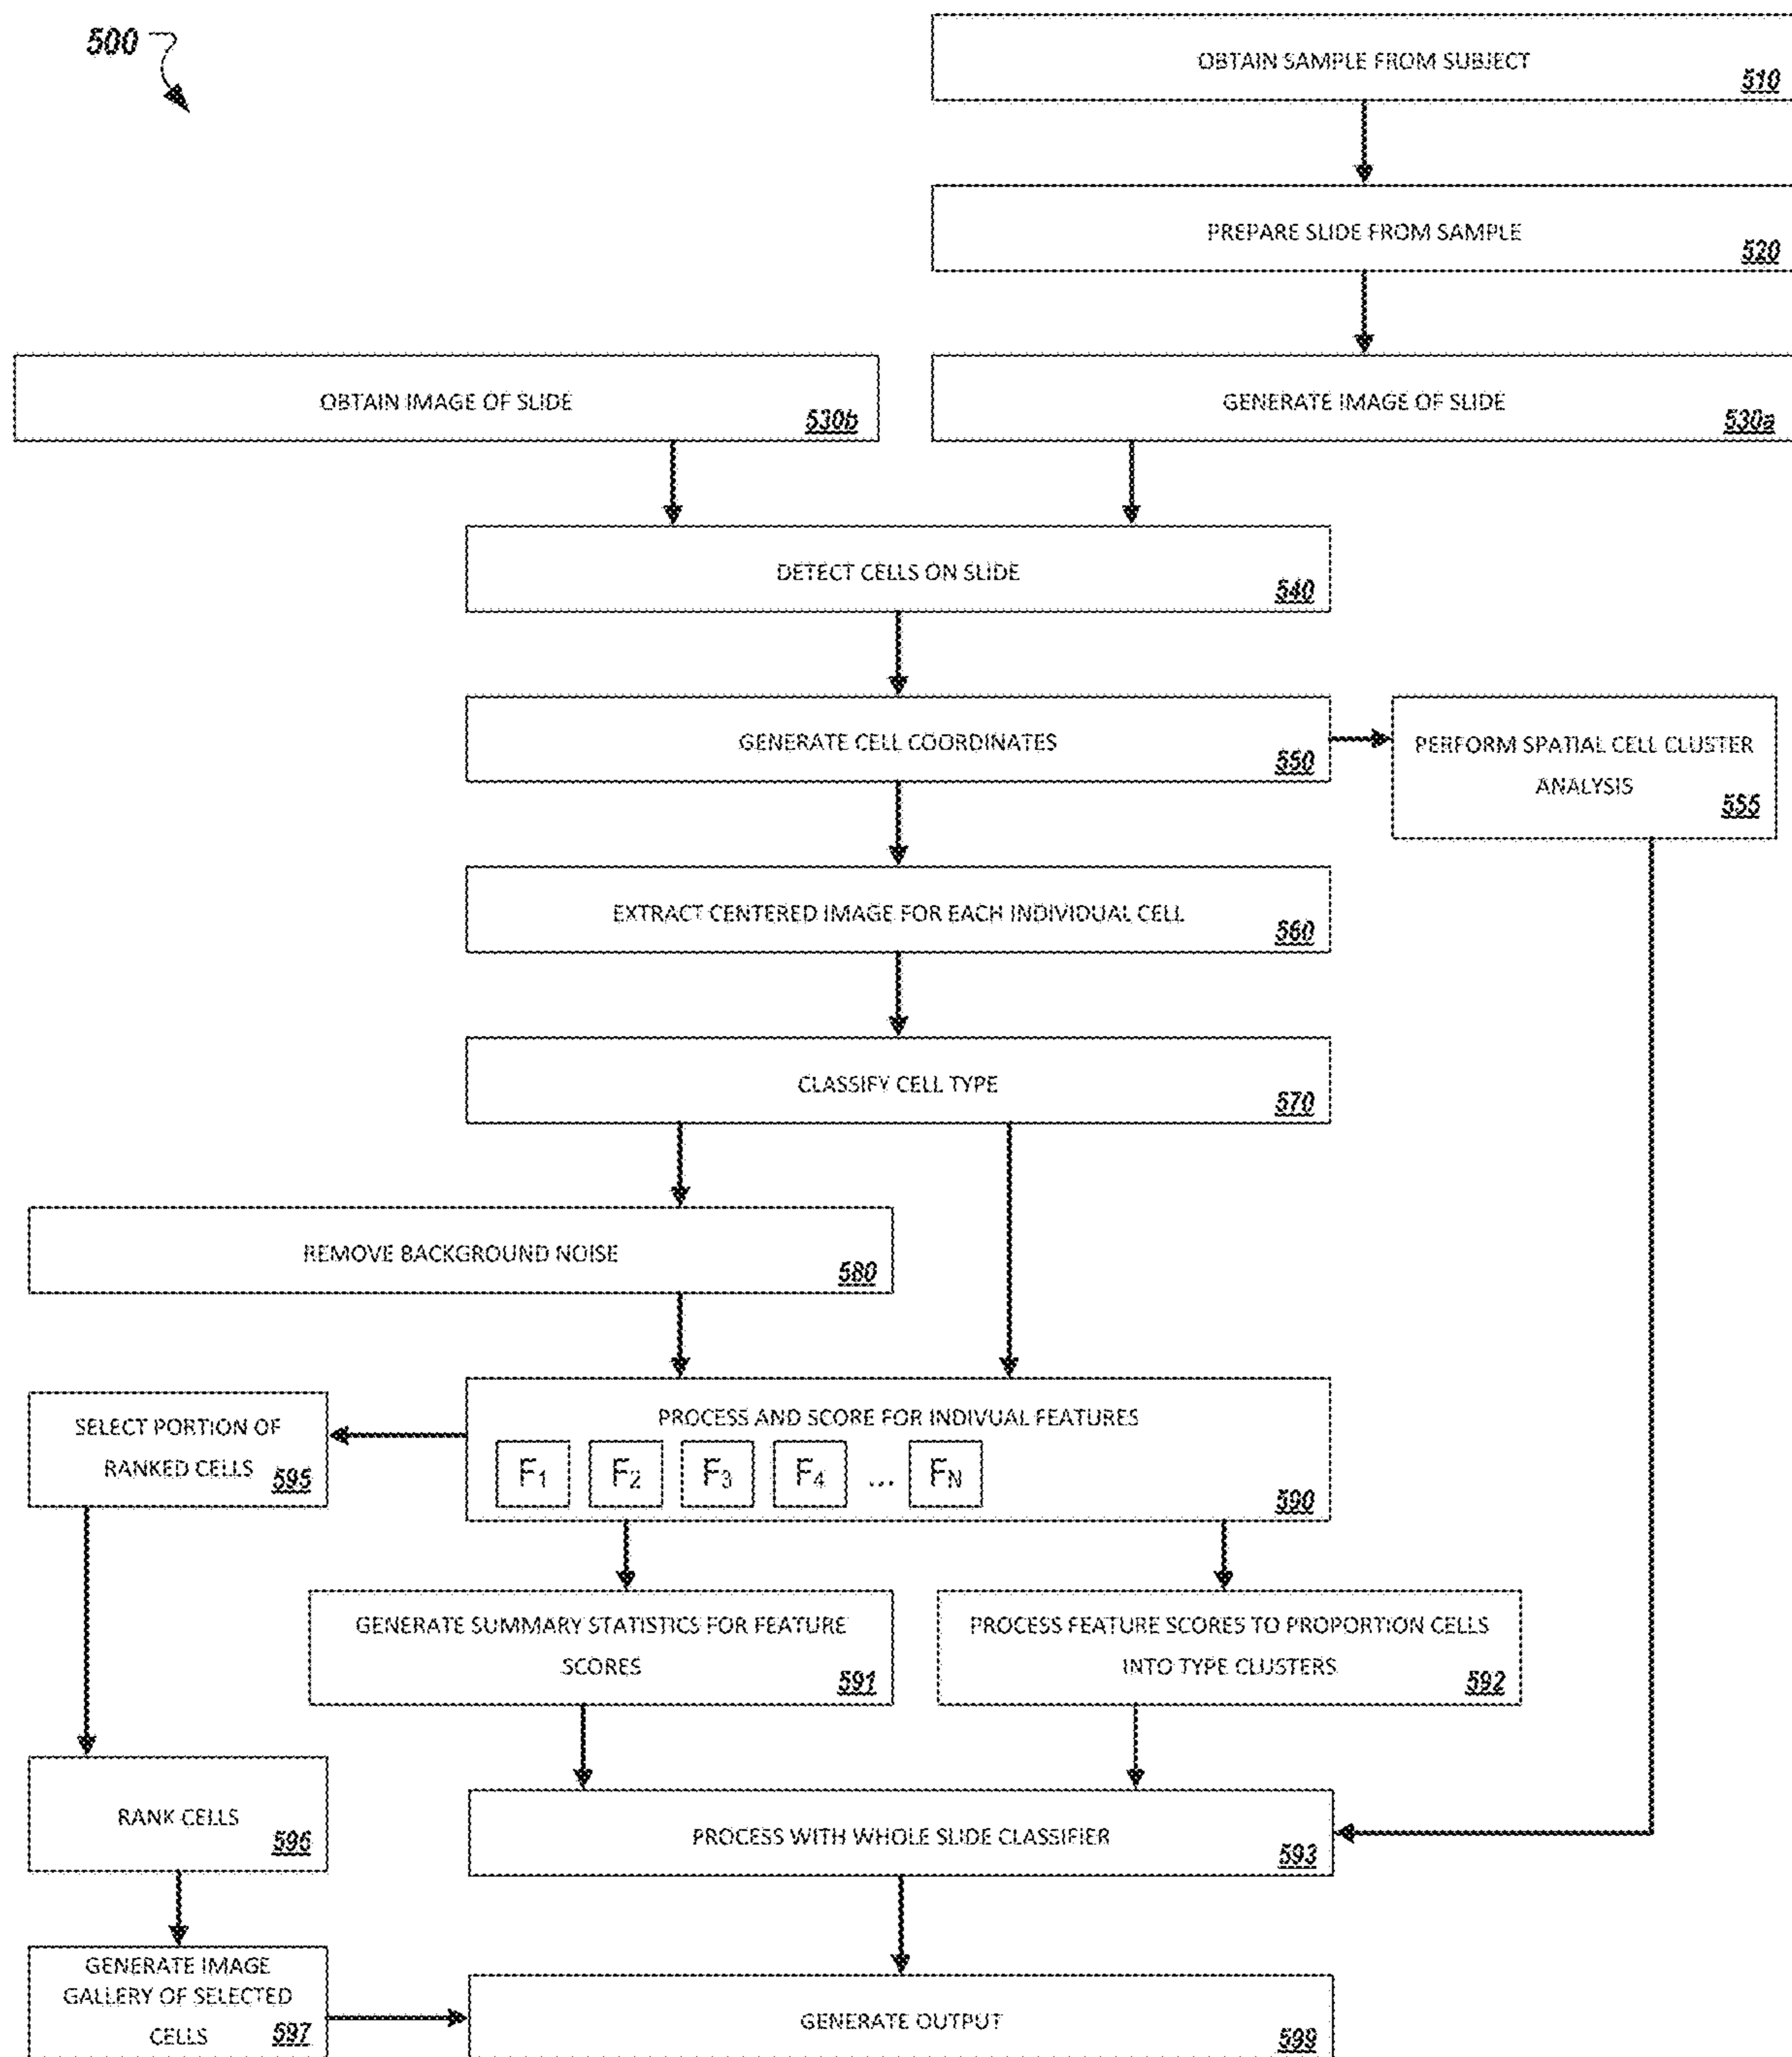 500
OBTAIN SAMPLE FROM SUBJECT
510
PREPARE SLIDE FROM SAMPLE
520
OBTAIN IMAGE OF SLIDE
530b
GENERATE IMAGE OF SLIDE
530a
DETECT CELLS ON SLIDE
540
GENERATE CELL COORDINATES
550
PERFORM SPATIAL CELL CLUSTER
ANALYSIS
555
EXTRACT CENTERED IMAGE FOR EACH INDIVIDUAL CELL
560
CLASSIFY CELL TYPE
570
REMOVE BACKGROUND NOISE
580
PROCESS AND SCORE FOR INDIVUAL FEATURES
F1 F2 F3 F4 ... FN
590
SELECT PORTION OF
RANKED CELLS
595
GENERATE SUMMARY STATISTICS FOR FEATURE
SCORES
591
PROCESS FEATURE SCORES TO PROPORTION CELLS
INTO TYPE CLUSTERS
592
RANK CELLS
596
PROCESS WITH WHOLE SLIDE CLASSIFIER
593
GENERATE IMAGE
GALLERY OF SELECTED
CELLS
597
GENERATE OUTPUT
599